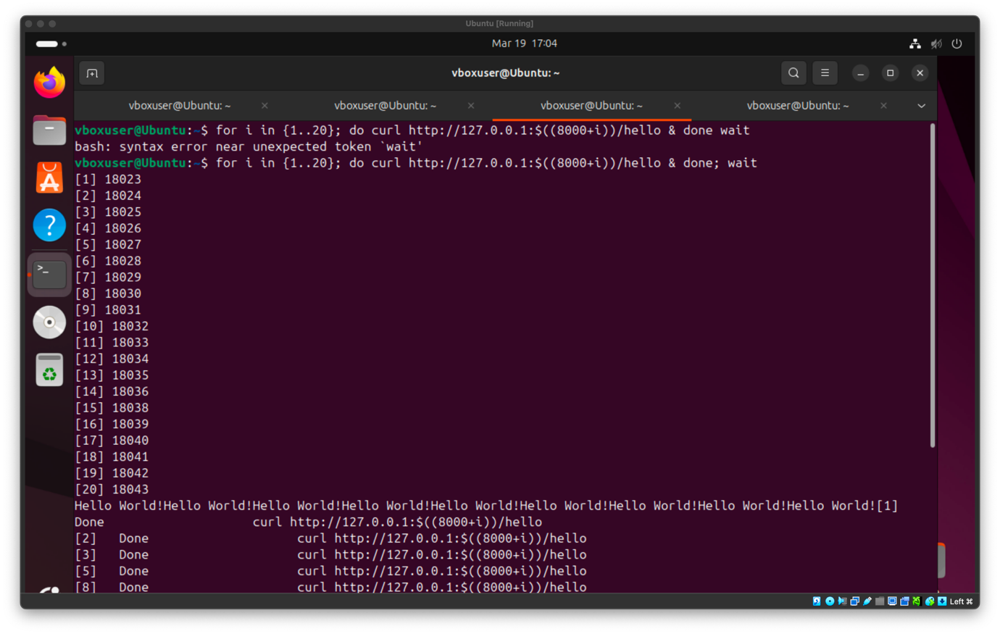 Ubuntu [Running]
Mar 19 17:04
vboxuser@Ubuntu: ~
vboxuser@Ubuntu: ~ vboxuser@Ubuntu: ~ vboxuser@Ubuntu: ~ vboxuser@Ubuntu: ~
vboxuser@Ubuntu:~$ for i in {1..20}; do curl http://127.0.0.1:$((8000+i))/hello & done wait
bash: syntax error near unexpected token `wait'
vboxuser@Ubuntu:~$ for i in {1..20}; do curl http://127.0.0.1:$((8000+i))/hello & done; wait
[1] 18023
[2] 18024
[3] 18025
[4] 18026
[5] 18027
[6] 18028
[7] 18029
[8] 18030
[9] 18031
[10] 18032
[11] 18033
[12] 18034
[13] 18035
[14] 18036
[15] 18038
[16] 18039
[17] 18040
[18] 18041
[19] 18042
[20] 18043
Hello World!Hello World!Hello World!Hello World!Hello World!Hello World!Hello World!Hello World!Hello World![1]
Done curl http://127.0.0.1:$((8000+i))/hello
[2] Done curl http://127.0.0.1:$((8000+i))/hello
[3] Done curl http://127.0.0.1:$((8000+i))/hello
[5] Done curl http://127.0.0.1:$((8000+i))/hello
[8] Done curl http://127.0.0.1:$((8000+i))/hello
Left ⌘